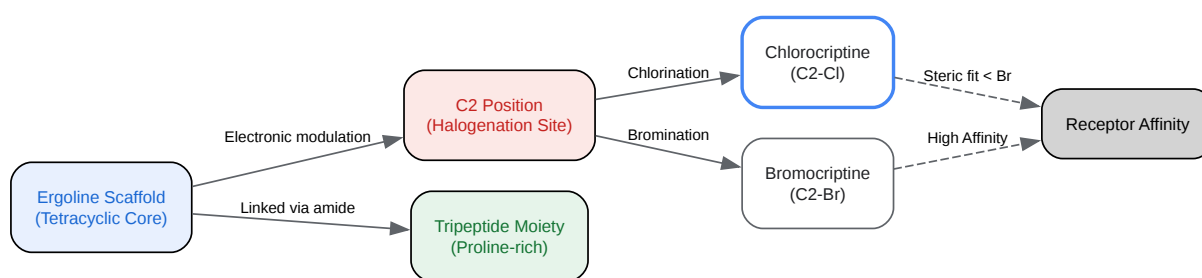 Ergoline Scaffold
(Tetracyclic Core)
Electronic modulation
Linked via amide
C2 Position
(Halogenation Site)
Tripeptide Moiety
(Proline-rich)
Chlorination
Bromination
Chlorocriptine
(C2-Cl)
Bromocriptine
(C2-Br)
Steric fit < Br
High Affinity
Receptor Affinity